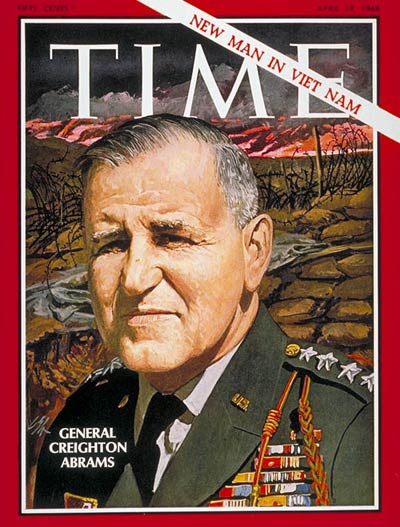 FIFTY CENTS
APRIL 19, 1968
TIME
NEW MAN IN VIET NAM
U.S.
GENERAL
CREIGHTON
ABRAMS